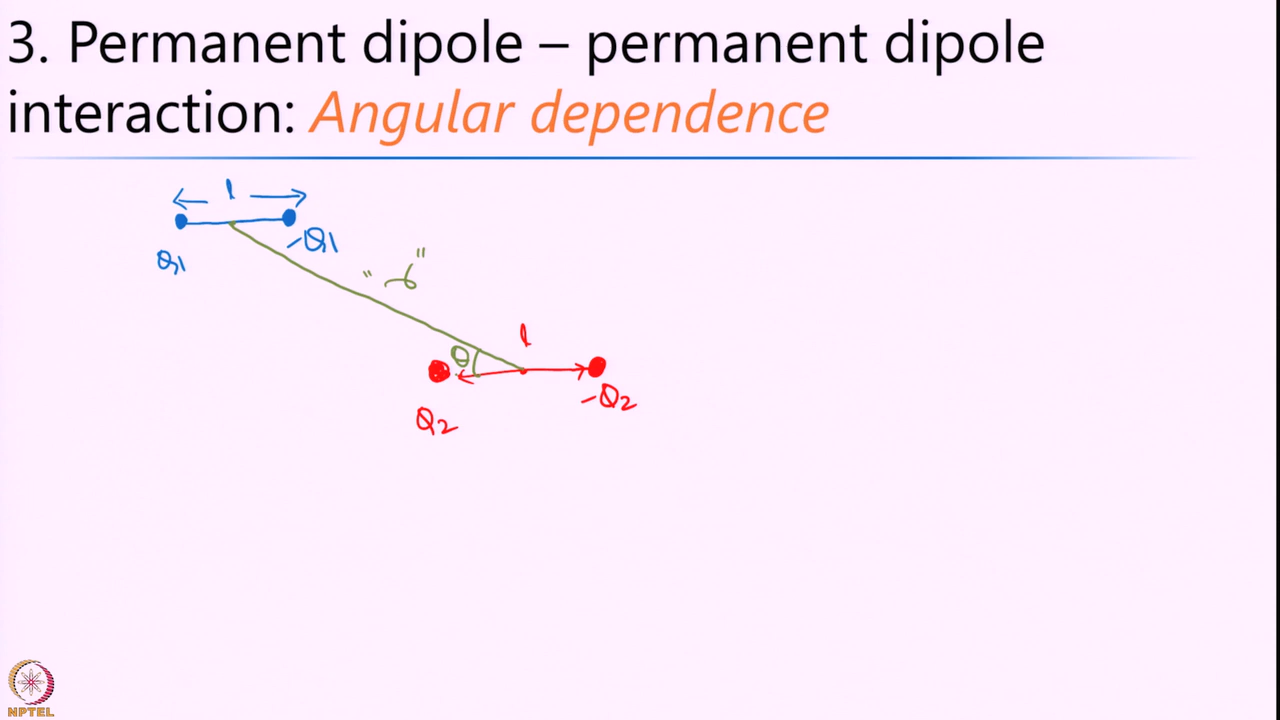 3. Permanent dipole – permanent dipole
interaction: Angular dependence
l
Q1
-Q1
"r"
l
θ
Q2
-Q2
NPTEL